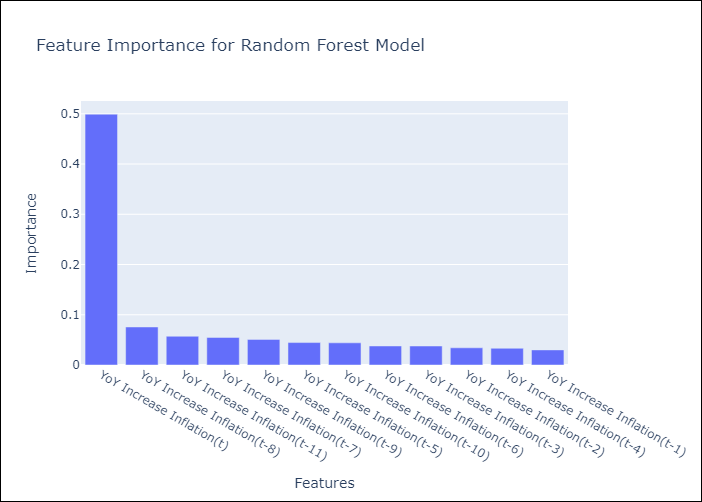 Feature Importance for Random Forest Model
0.5
0.4
0.3
0.2
0.1
0
Importance
YoY Increase Inflation(t)
YoY Increase Inflation(t-8)
YoY Increase Inflation(t-11)
YoY Increase Inflation(t-7)
YoY Increase Inflation(t-9)
YoY Increase Inflation(t-5)
YoY Increase Inflation(t-10)
YoY Increase Inflation(t-6)
YoY Increase Inflation(t-3)
YoY Increase Inflation(t-2)
YoY Increase Inflation(t-4)
YoY Increase Inflation(t-1)
Features